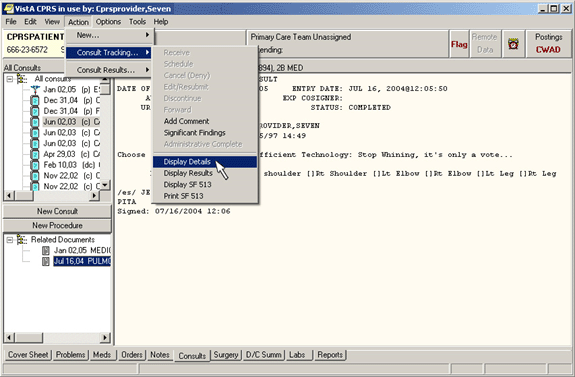 VistA CPRS in use by: Cprsprovider,Seven
File Edit View Action Options Tools Help
CPRSPATIENT
666-23-6572
Primary Care Team Unassigned
Flag
Remote Data
Postings
CWAD
New...
Consult Tracking...
Consult Results...
Receive
Schedule
Cancel (Deny)
Edit/Resubmit
Discontinue
Forward
Add Comment
Significant Findings
Administrative Complete
Display Details
Display Results
Display SF 513
Print SF 513
All Consults
All consults
Jan 02,05 (p)
Dec 31,04 (p)
Dec 31,04 (p)
Jun 02,03 (c)
Jun 02,03 (c)
Apr 29,03 (p)
Feb 10,03 (dc)
Nov 22,02 (p)
Nov 22,02
New Consult
New Procedure
Related Documents
Jan 02,05 MEDIC
Jul 16,04 PULMO
2B MED
DATE OF
ENTRY DATE: JUL 16, 2004@12:05:50
EXP COSIGNER:
STATUS: COMPLETED
14:49
Choose
Technology: Stop Whining, it's only a vote...
shoulder []Rt Shoulder []Lt Elbow []Rt Elbow []Lt Leg []Rt Leg
/es/
PITA
Signed: 07/16/2004 12:06
Cover Sheet Problems Meds Orders Notes Consults Surgery D/C Summ Labs Reports